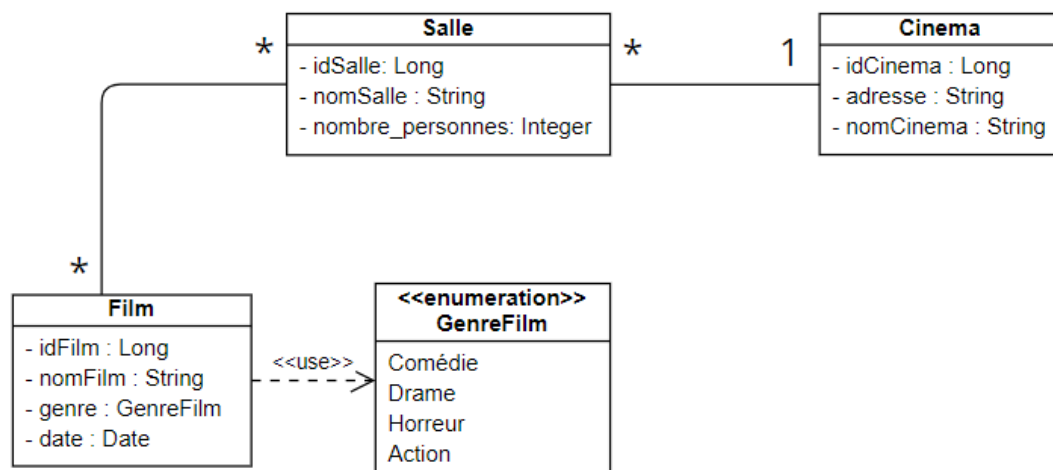 Salle
- idSalle: Long
- nomSalle : String
- nombre_personnes: Integer
*
*
1
Cinema
- idCinema : Long
- adresse : String
- nomCinema : String
*
Film
- idFilm : Long
- nomFilm : String
- genre : GenreFilm
- date : Date
<<use>>
<<enumeration>>
GenreFilm
Comédie
Drame
Horreur
Action